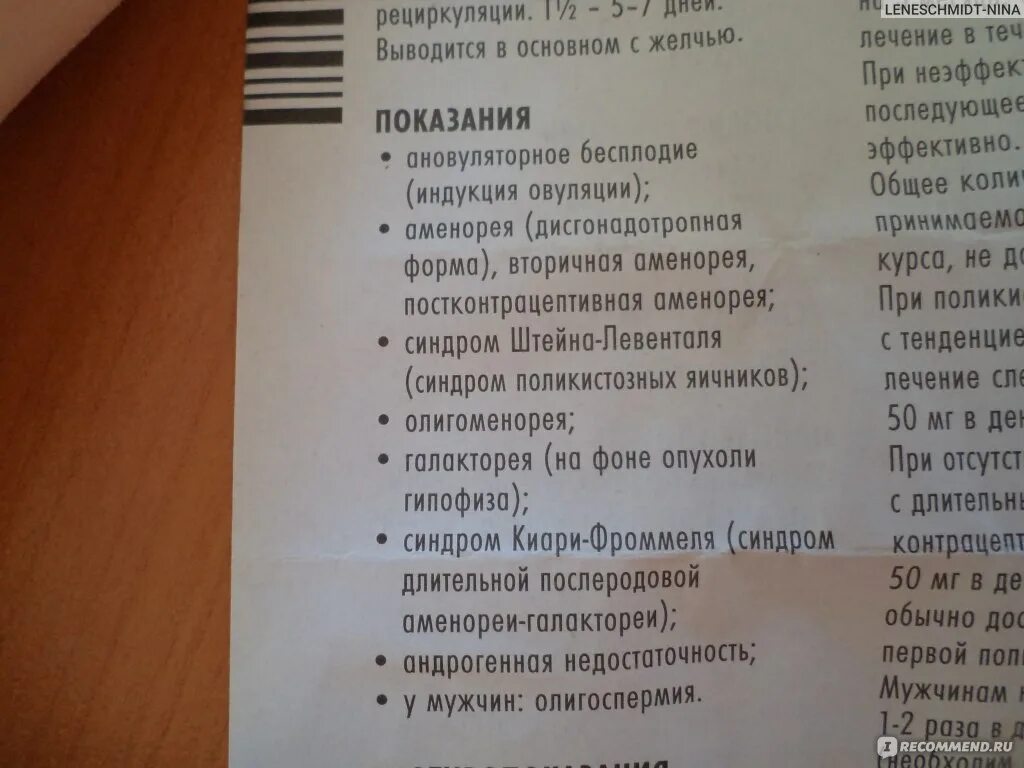 LENESCHMIDT-NINA
рециркуляции. Т½ – 5–7 дней.
Выводится в основном с желчью.
ПОКАЗАНИЯ
• ановуляторное бесплодие
(индукция овуляции);
• аменорея (дисгонадотропная
форма), вторичная аменорея,
постконтрацептивная аменорея;
• синдром Штейна-Левенталя
(синдром поликистозных яичников);
• олигоменорея;
• галакторея (на фоне опухоли
гипофиза);
• синдром Киари-Фроммеля (синдром
длительной послеродовой
аменореи-галактореи);
• андрогенная недостаточность;
• у мужчин: олигоспермия.
лечение в теч
При неэффект
последующее
эффективно.
Общее колич
принимаемо
курса, не до
При полики
с тенденцие
лечение сле
50 мг в ден
При отсутст
с длительны
контрацепт
50 мг в де
обычно дос
первой пол
Мужчинам
1-2 раза в д
(необходим
IRECOMMEND.RU